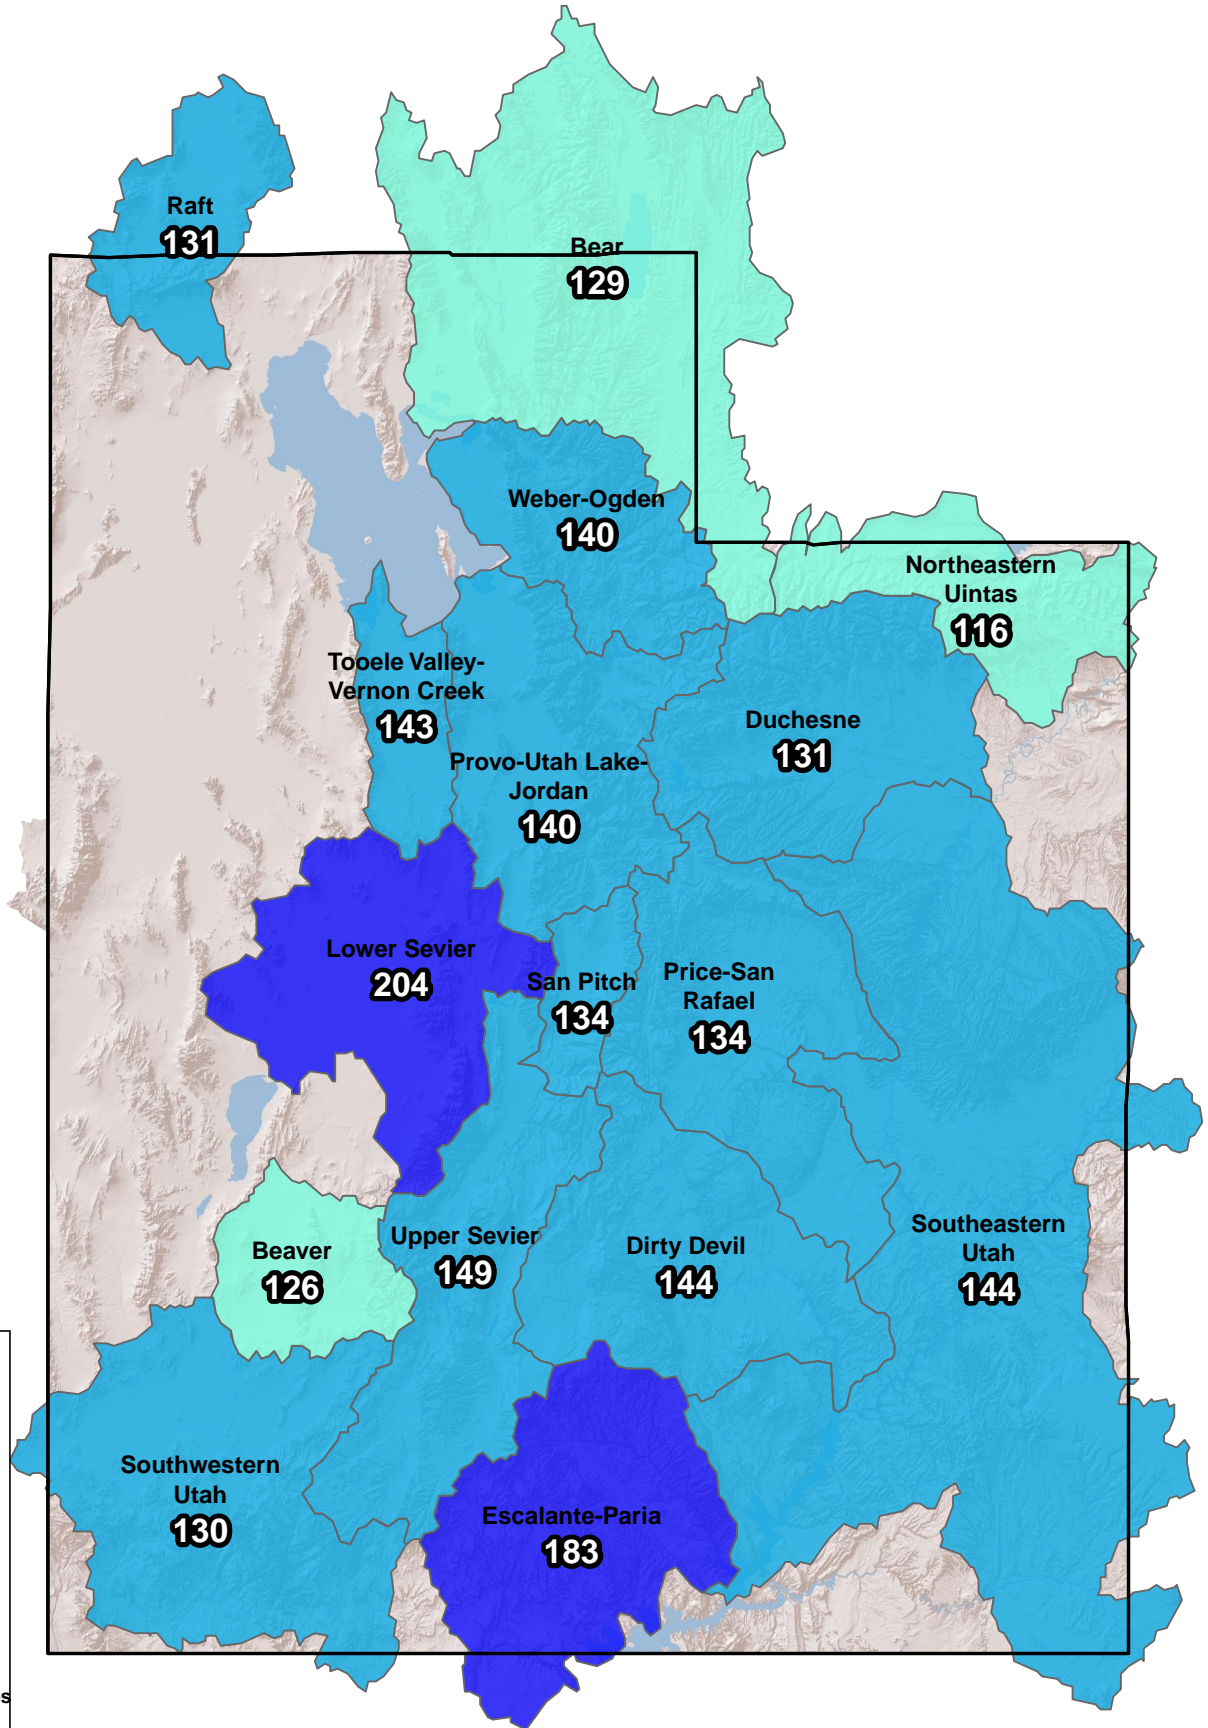 Raft
131
Bear
129
Weber-Ogden
140
Northeastern
Uintas
116
Tooele Valley-
Vernon Creek
143
Duchesne
131
Provo-Utah Lake-
Jordan
140
Lower Sevier
204
San Pitch
134
Price-San
Rafael
134
Southeastern
Utah
144
Upper Sevier
149
Dirty Devil
144
Beaver
126
Southwestern
Utah
130
Escalante-Paria
183